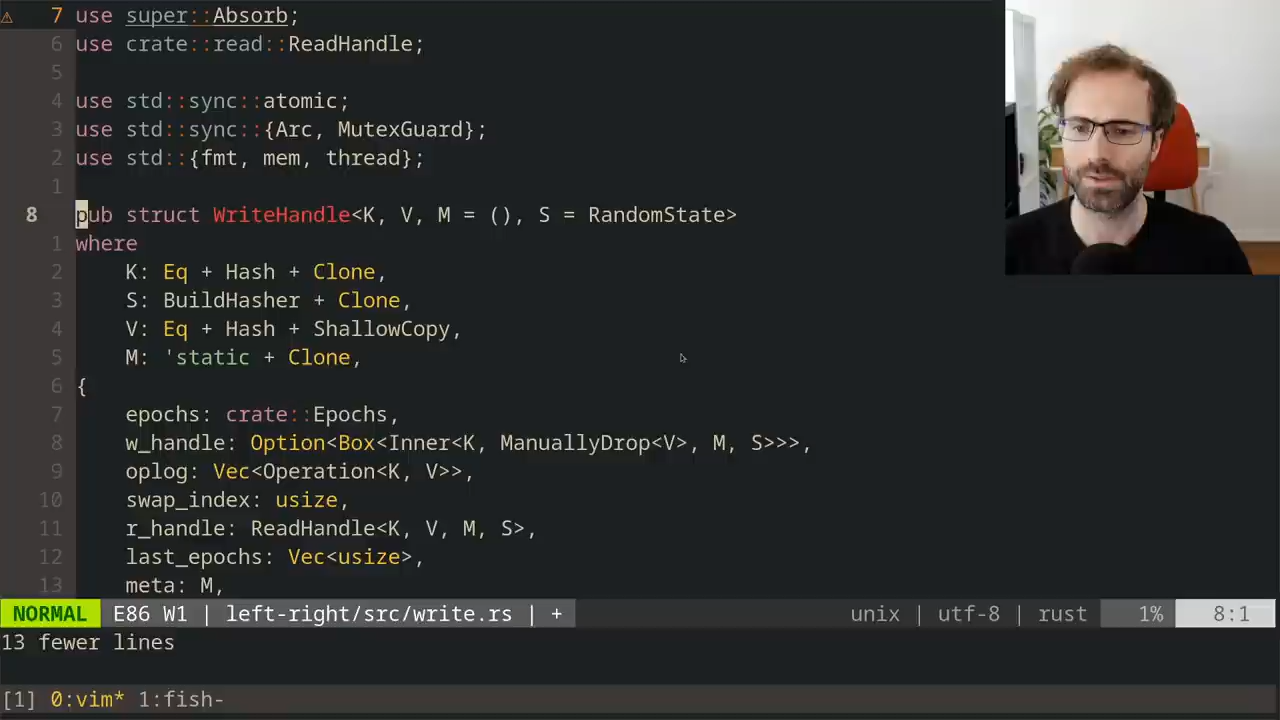 ⚠ 7 use super::Absorb;
6 use crate::read::ReadHandle;
5
4 use std::sync::atomic;
3 use std::sync::{Arc, MutexGuard};
2 use std::{fmt, mem, thread};
1
8 pub struct WriteHandle<K, V, M = (), S = RandomState>
1 where
2 K: Eq + Hash + Clone,
3 S: BuildHasher + Clone,
4 V: Eq + Hash + ShallowCopy,
5 M: 'static + Clone,
6 {
7 epochs: crate::Epochs,
8 w_handle: Option<Box<Inner<K, ManuallyDrop<V>, M, S>>>,
9 oplog: Vec<Operation<K, V>>,
10 swap_index: usize,
11 r_handle: ReadHandle<K, V, M, S>,
12 last_epochs: Vec<usize>,
13 meta: M,
NORMAL E86 W1 | left-right/src/write.rs | + unix | utf-8 | rust 1% 8:1
13 fewer lines
[1] 0:vim* 1:fish-